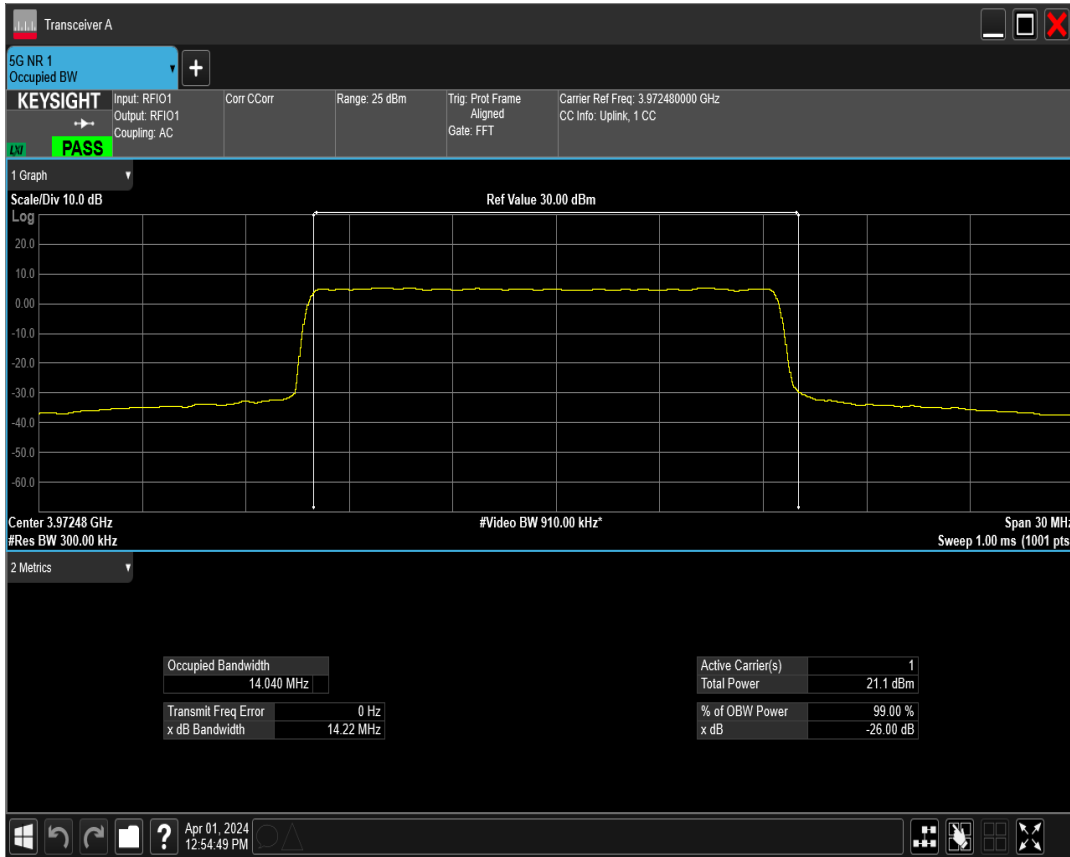 Transceiver A
5G NR 1
Occupied BW
KEYSIGHT
Input: RFIO1
Output: RFIO1
Coupling: AC
Corr CCorr
Range: 25 dBm
Trig: Prot Frame
Aligned
Gate: FFT
Carrier Ref Freq: 3.972480000 GHz
CC Info: Uplink, 1 CC
LXI
PASS
1 Graph
Scale/Div 10.0 dB
Ref Value 30.00 dBm
Log
20.0
10.0
0.00
-10.0
-20.0
-30.0
-40.0
-50.0
-60.0
Center 3.97248 GHz
#Video BW 910.00 kHz*
Span 30 MHz
#Res BW 300.00 kHz
Sweep 1.00 ms (1001 pts
2 Metrics
Occupied Bandwidth
14.040 MHz
Transmit Freq Error 0 Hz
x dB Bandwidth 14.22 MHz
Active Carrier(s) 1
Total Power 21.1 dBm
% of OBW Power 99.00 %
x dB -26.00 dB
?
Apr 01, 2024
12:54:49 PM